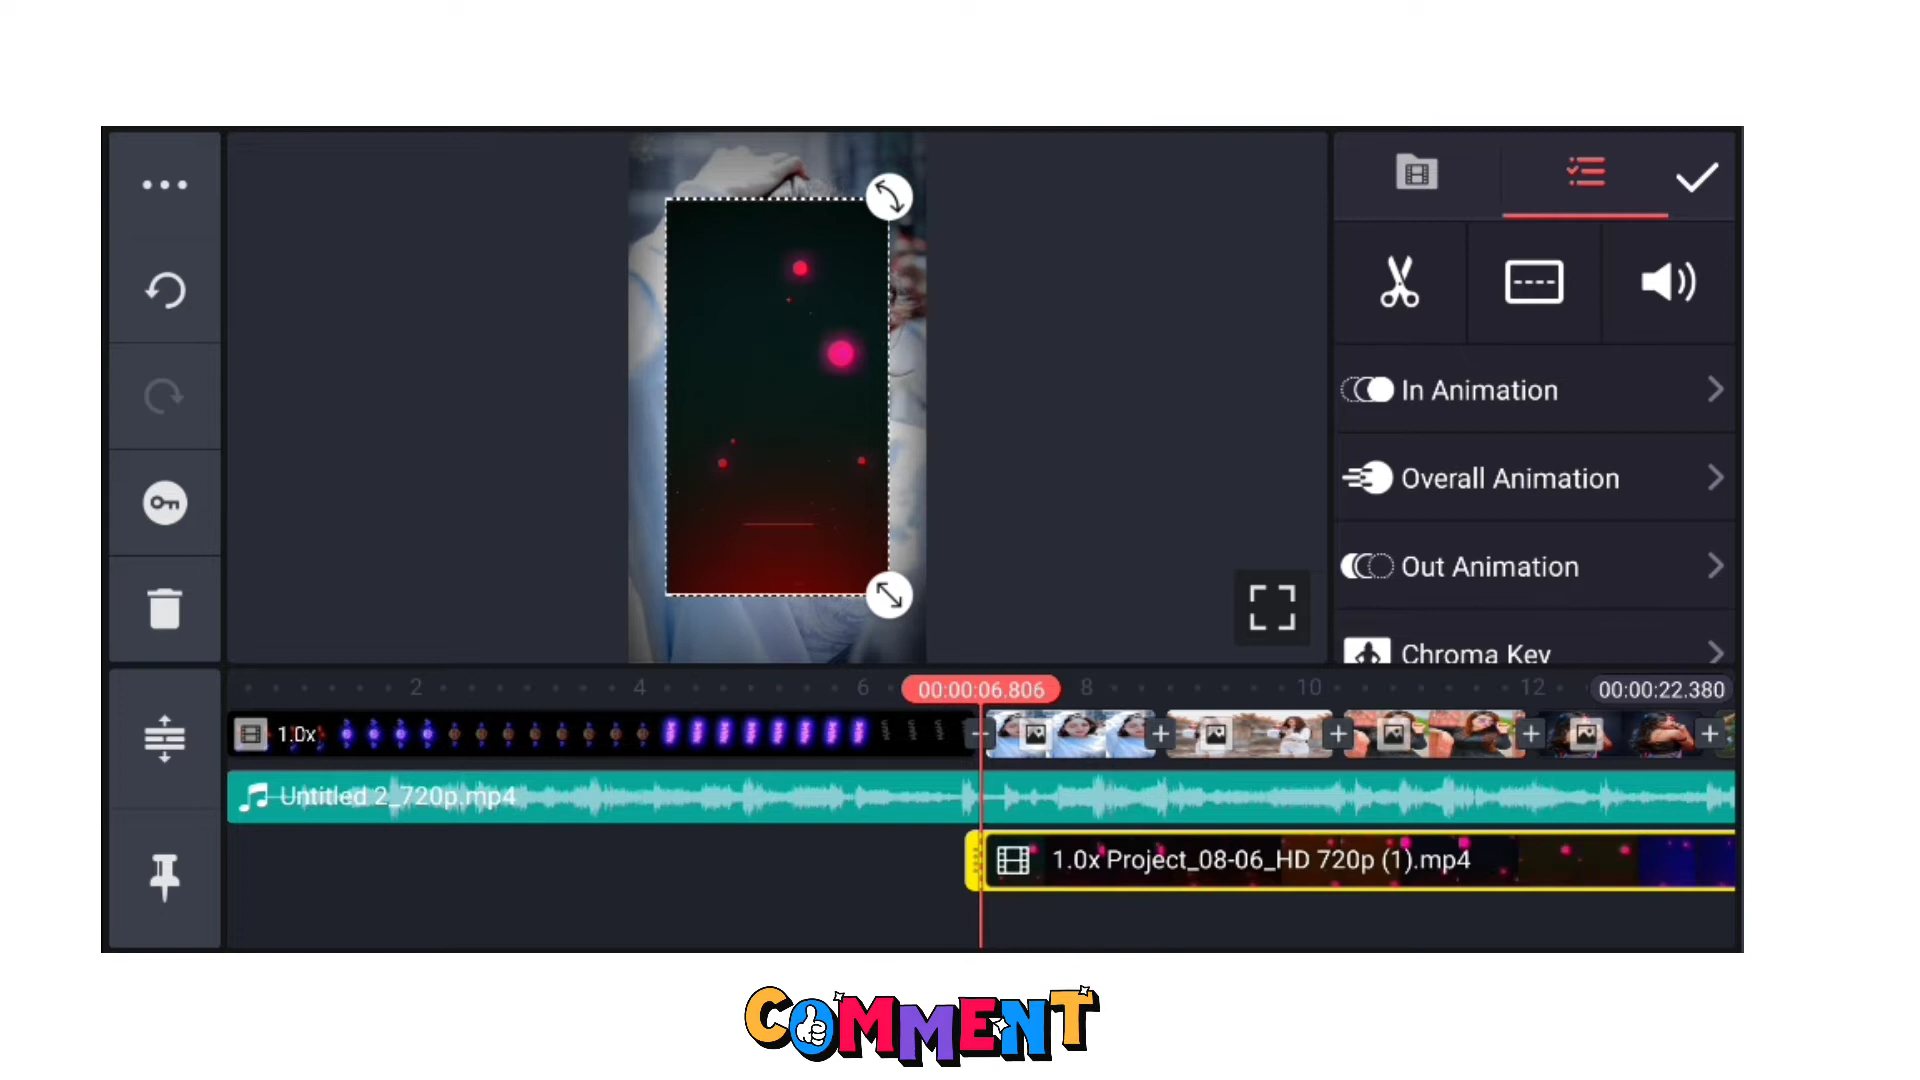 In Animation
Overall Animation
Out Animation
Chroma Key
2 4 6 00:00:06.806 8 10 12 00:00:22.380
1.0x
Untitled 2_720p.mp4
1.0x Project_08-06_HD 720p (1).mp4
COMMENT